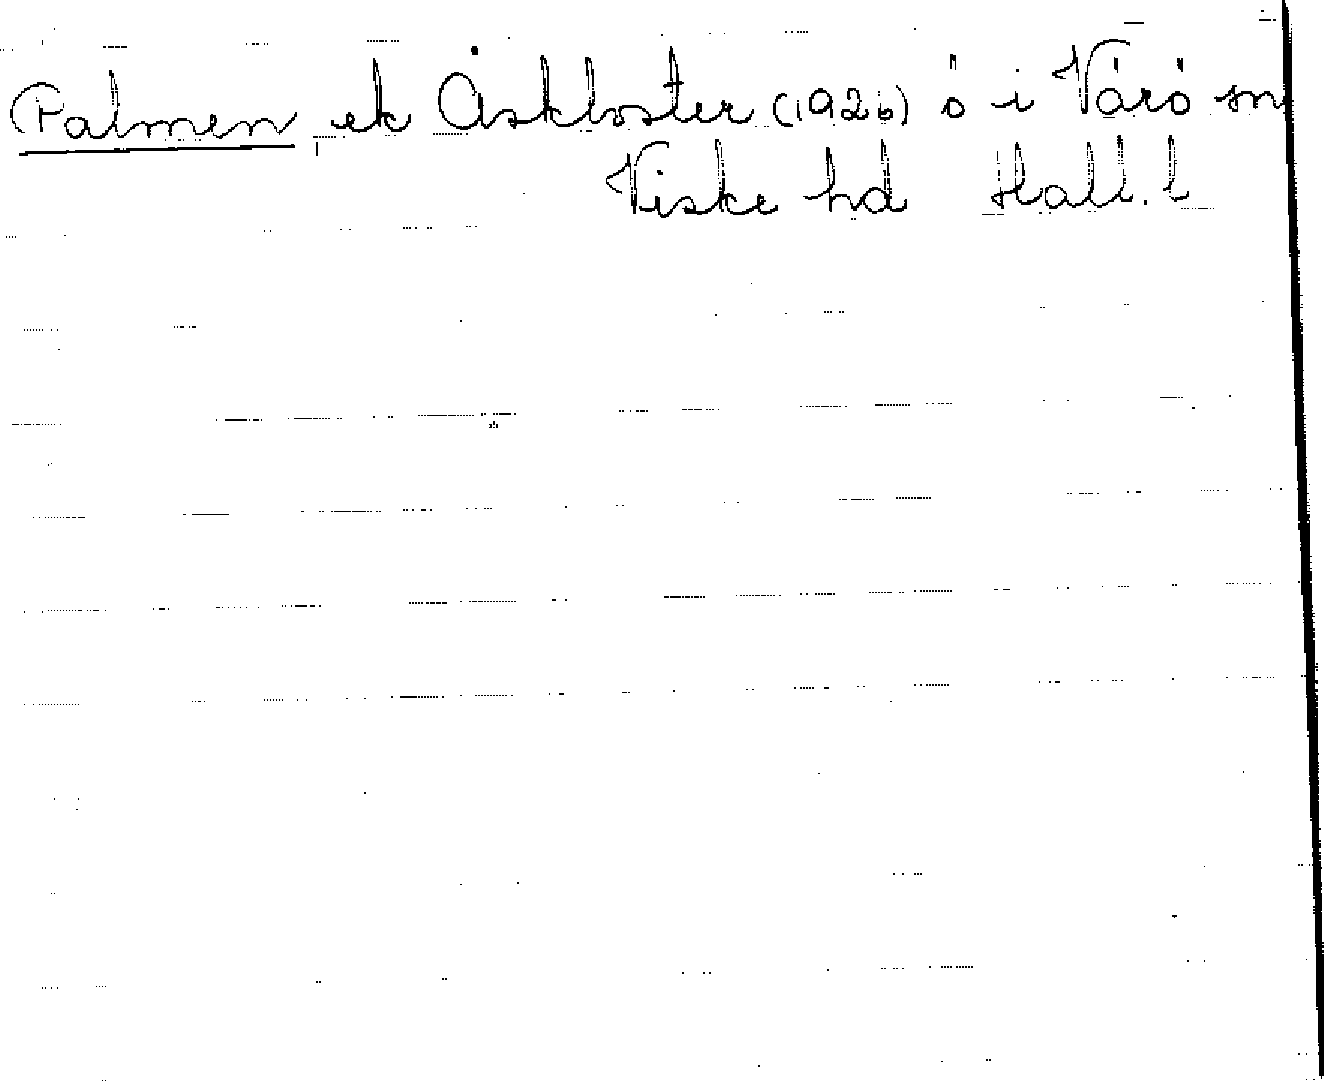 Palmen ek Åskloster (1926) ö i Värö sn
Viske hd Hall. l